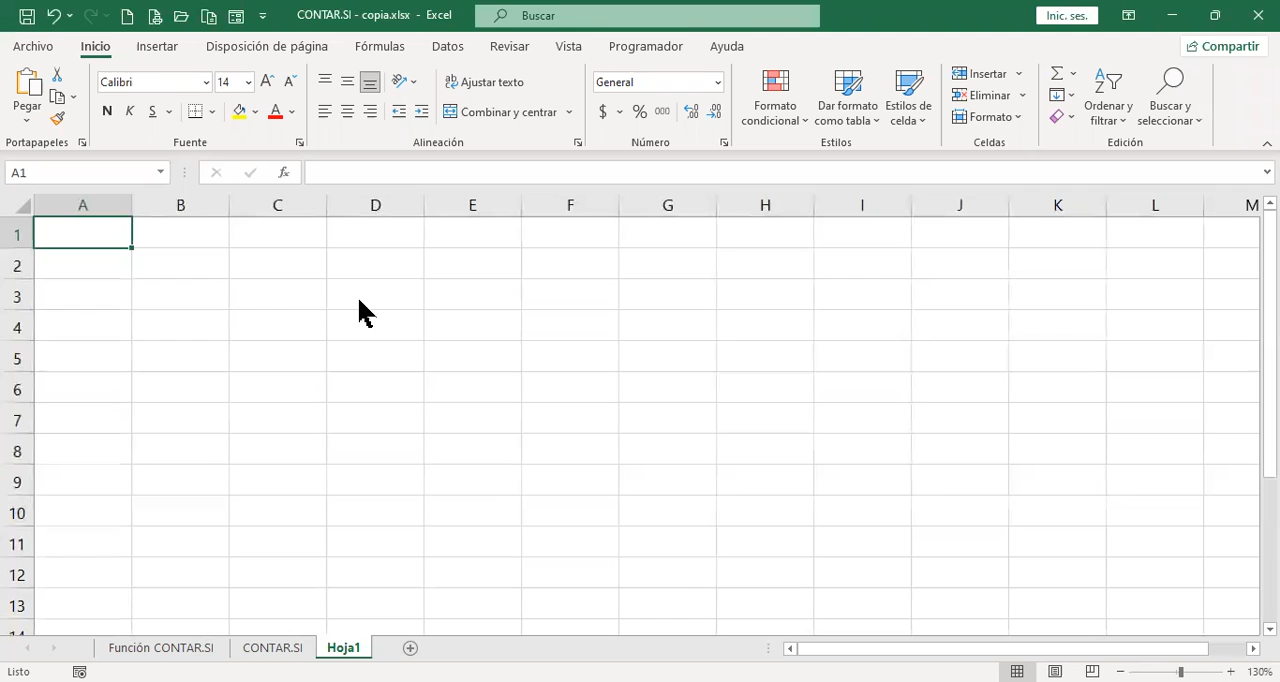 CONTAR.SI - copia.xlsx - Excel
Buscar
Inic. ses.
Archivo Inicio Insertar Disposición de página Fórmulas Datos Revisar Vista Programador Ayuda
Compartir
Pegar
Calibri 14
N K S
Ajustar texto
Combinar y centrar
General
$ % 000
Formato condicional
Dar formato como tabla
Estilos de celda
Insertar
Eliminar
Formato
Ordenar y filtrar
Buscar y seleccionar
Portapapeles Fuente Alineación Número Estilos Celdas Edición
A1 fx
A B C D E F G H I J K L M
1
2
3
4
5
6
7
8
9
10
11
12
13
14
Función CONTAR.SI CONTAR.SI Hoja1
Listo
130%